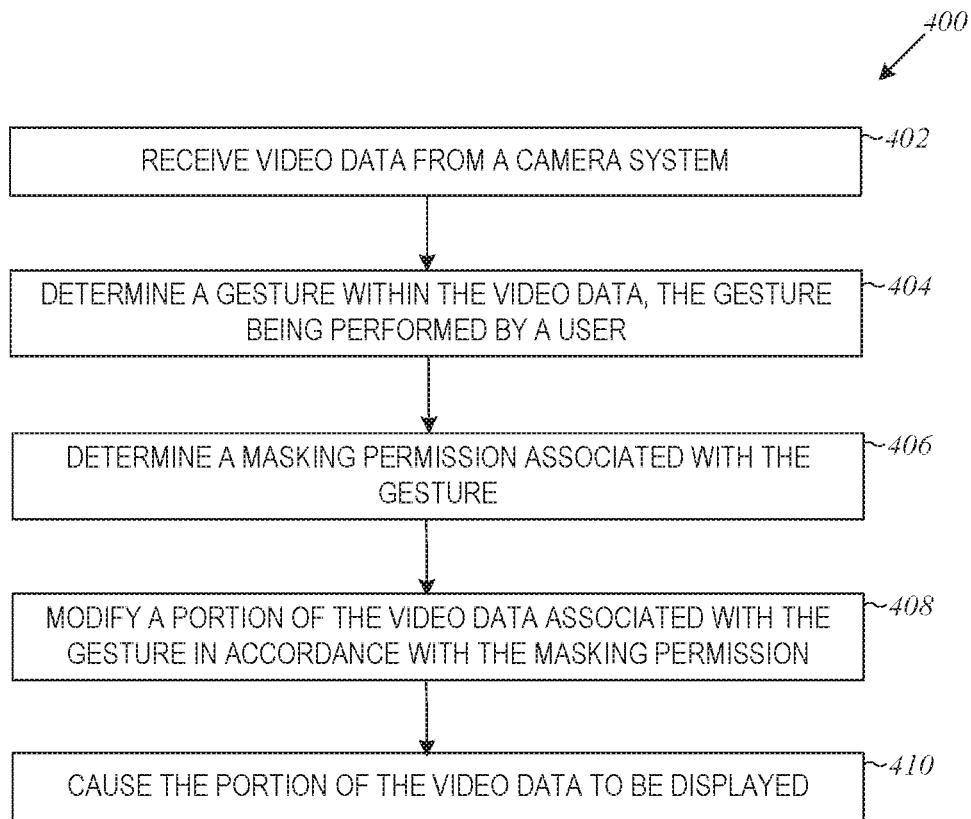 400
RECEIVE VIDEO DATA FROM A CAMERA SYSTEM
402
DETERMINE A GESTURE WITHIN THE VIDEO DATA, THE GESTURE
BEING PERFORMED BY A USER
404
DETERMINE A MASKING PERMISSION ASSOCIATED WITH THE
GESTURE
406
MODIFY A PORTION OF THE VIDEO DATA ASSOCIATED WITH THE
GESTURE IN ACCORDANCE WITH THE MASKING PERMISSION
408
CAUSE THE PORTION OF THE VIDEO DATA TO BE DISPLAYED
410